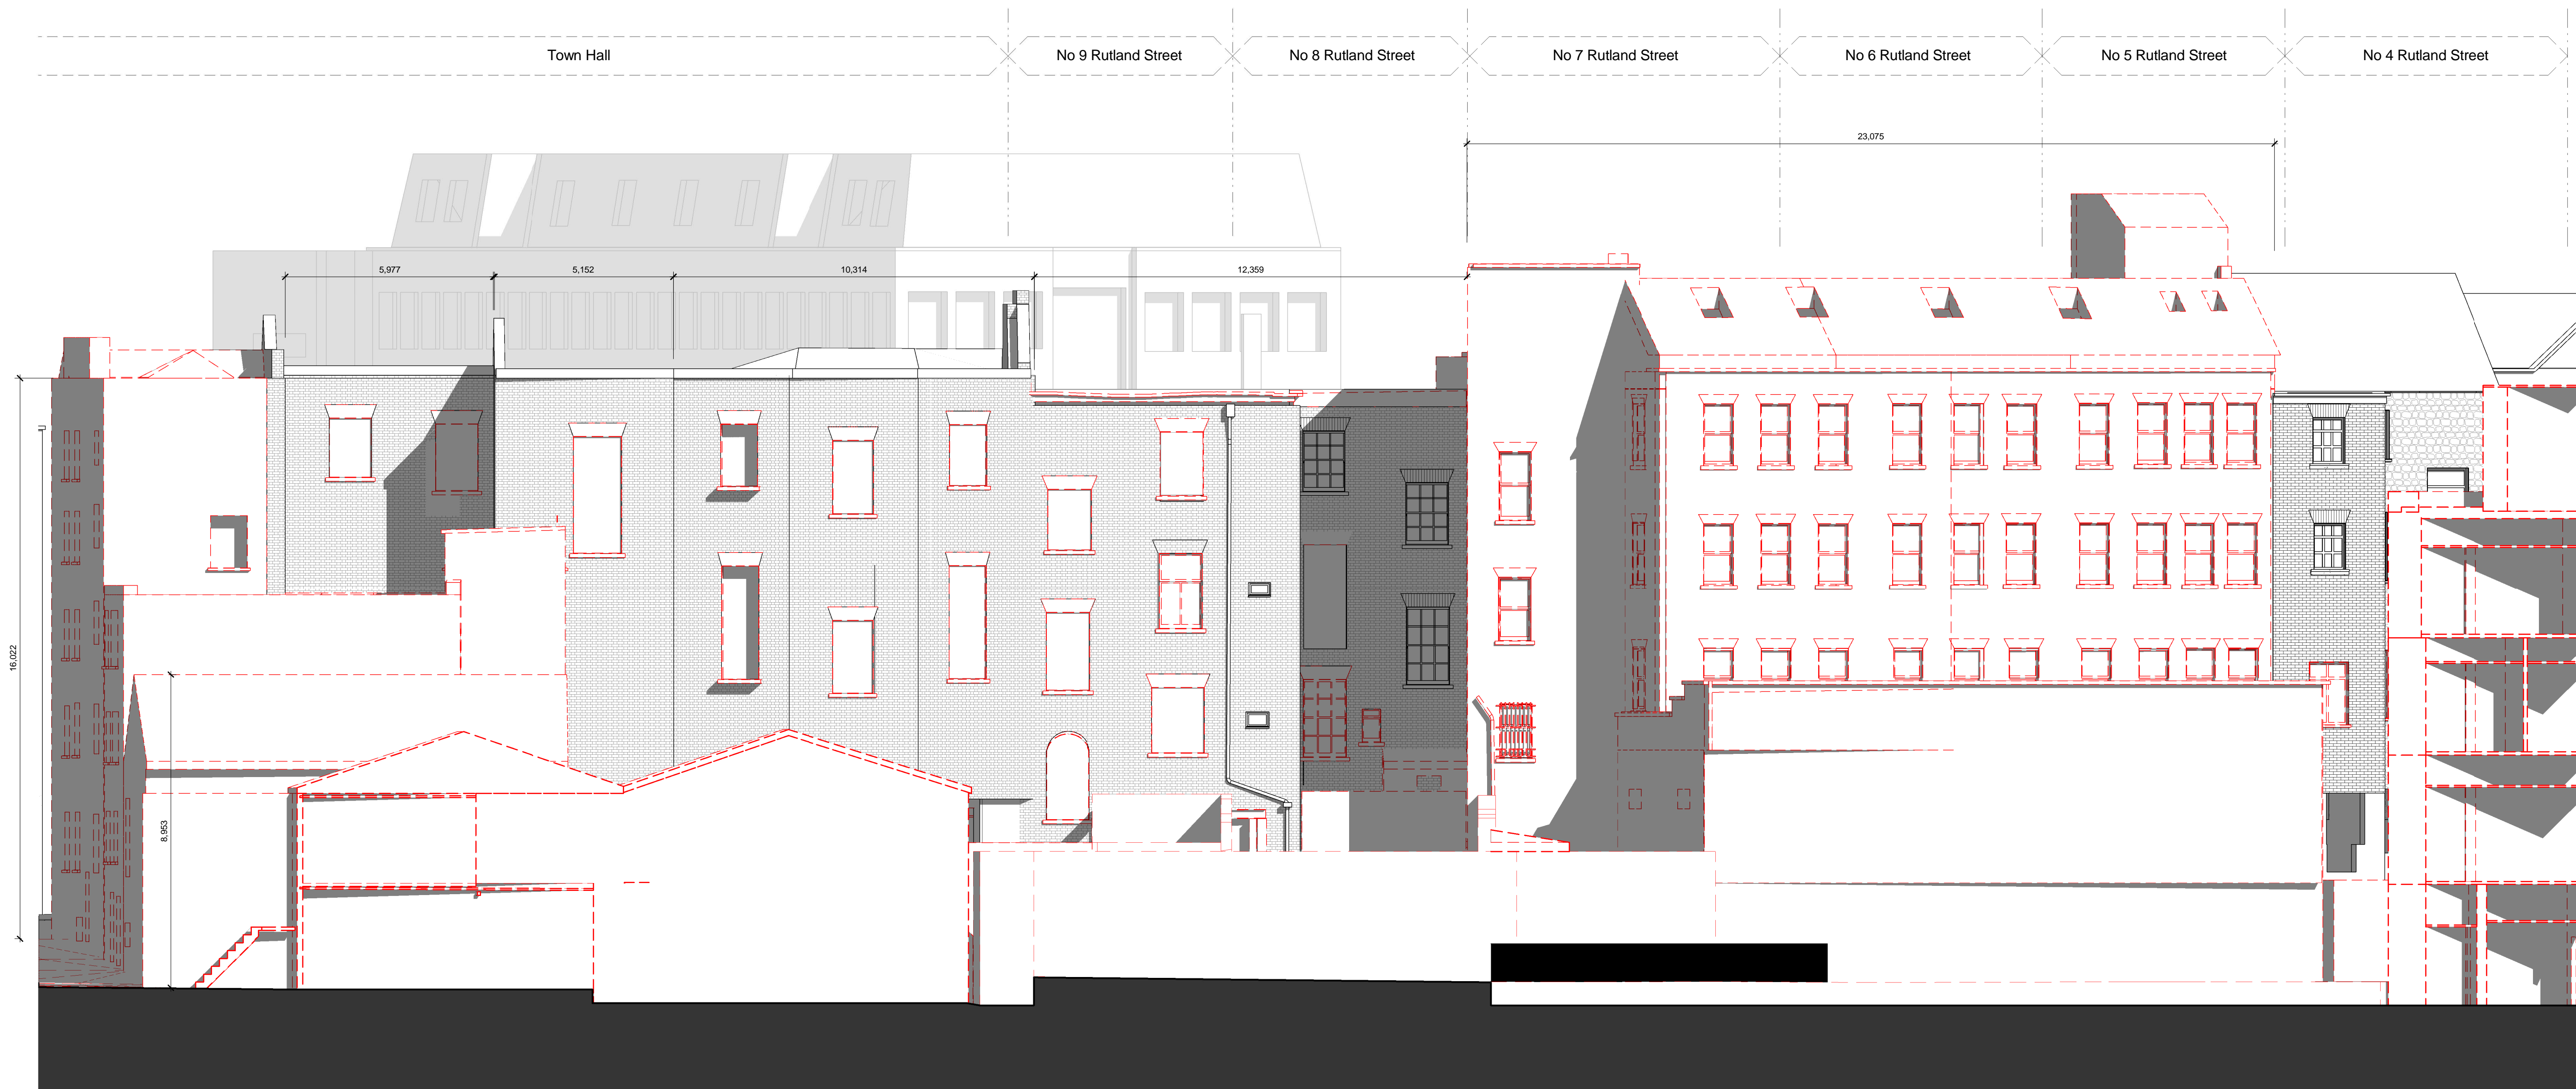 Town Hall
No 9 Rutland Street
No 8 Rutland Street
No 7 Rutland Street
No 6 Rutland Street
No 5 Rutland Street
No 4 Rutland Street
23,075
5,977
5,152
10,314
12,359
16,022
8,953